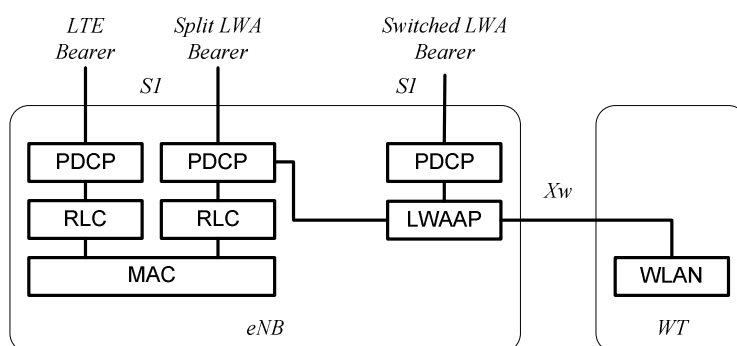 LTE
Bearer
Split LWA
Bearer
Switched LWA
Bearer
S1
S1
PDCP
PDCP
PDCP
Xw
RLC
RLC
LWAAP
MAC
WLAN
eNB
WT